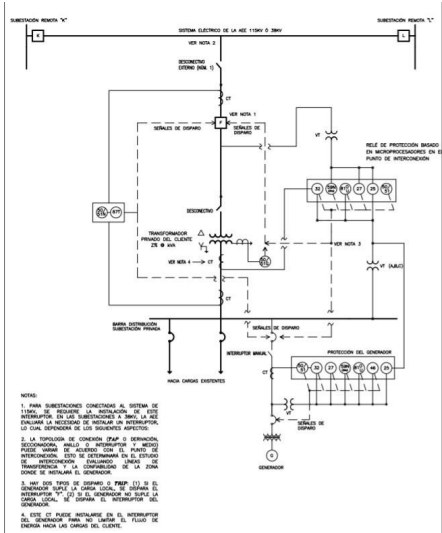 SUBESTACIÓN REMOTA "K"
SISTEMA ELÉCTRICO DE LA AEE 115KV Ó 38KV
SUBESTACIÓN REMOTA "L"
K
L
VER NOTA 2
DESCONECTIVO
EXTERNO (NÚM. 1)
CT
VER NOTA 1
F
SEÑALES DE DISPARO
SEÑALES DE
DISPARO
VT
RELÉ DE PROTECCIÓN BASADO
EN MICROPROCESADORES EN EL
PUNTO DE INTERCONEXIÓN
32
27
25
87T
DESCONECTIVO
TRANSFORMADOR
PRIVADO DEL CLIENTE
Z% @ kVA
VER NOTA 3
VER NOTA 4
CT
VT (A,B,C)
CT
BARRA DISTRIBUCIÓN
SUBESTACIÓN PRIVADA
SEÑALES DE DISPARO
INTERRUPTOR MANUAL
PROTECCIÓN DEL GENERADOR
HACIA CARGAS EXISTENTES
CT
32
27
46
25
VT
SEÑALES DE
DISPARO
G
GENERADOR
NOTAS:
1. PARA SUBESTACIONES CONECTADAS AL SISTEMA DE
115KV, SE REQUIERE LA INSTALACIÓN DE ESTE
INTERRUPTOR. EN LAS SUBESTACIONES A 38KV, LA AEE
EVALUARÁ LA NECESIDAD DE INSTALAR UN INTERRUPTOR,
LO CUAL DEPENDERÁ DE LOS SIGUIENTES ASPECTOS:
2. LA TOPOLOGÍA DE CONEXIÓN (TAP O DERIVACIÓN,
SECCIONADORA, ANILLO O INTERRUPTOR Y MEDIO)
PUEDE VARIAR DE ACUERDO CON EL PUNTO DE
INTERCONEXIÓN. ESTO SE DETERMINARÁ EN EL ESTUDIO
DE INTERCONEXIÓN EVALUANDO LÍNEAS DE
TRANSFERENCIA Y LA CONFIABILIDAD DE LA ZONA
DONDE SE INSTALARÁ EL GENERADOR.
3. HAY DOS TIPOS DE DISPARO O TRIP: (1) SI EL
GENERADOR SUPLE LA CARGA LOCAL, SE DISPARA EL
INTERRUPTOR "F". (2) SI EL GENERADOR NO SUPLE LA
CARGA LOCAL, SE DISPARA EL INTERRUPTOR DEL
GENERADOR.
4. ESTE CT PUEDE INSTALARSE EN EL INTERRUPTOR
DEL GENERADOR PARA NO LIMITAR EL FLUJO DE
ENERGÍA HACIA LAS CARGAS DEL CLIENTE.